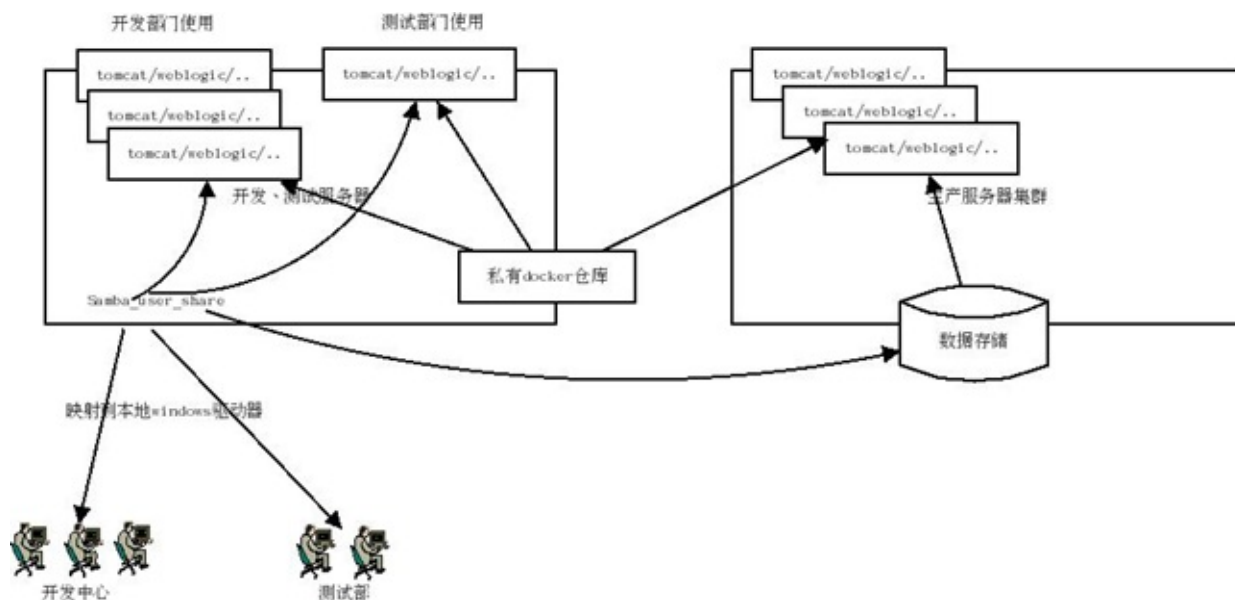 开发部门使用
测试部门使用
tomcat/weblogic/..
tomcat/weblogic/..
tomcat/weblogic/..
tomcat/weblogic/..
tomcat/weblogic/..
tomcat/weblogic/..
tomcat/weblogic/..
开发、测试服务器
生产服务器集群
私有docker仓库
Samba_user_share
数据存储
映射到本地windows驱动器
开发中心
测试部